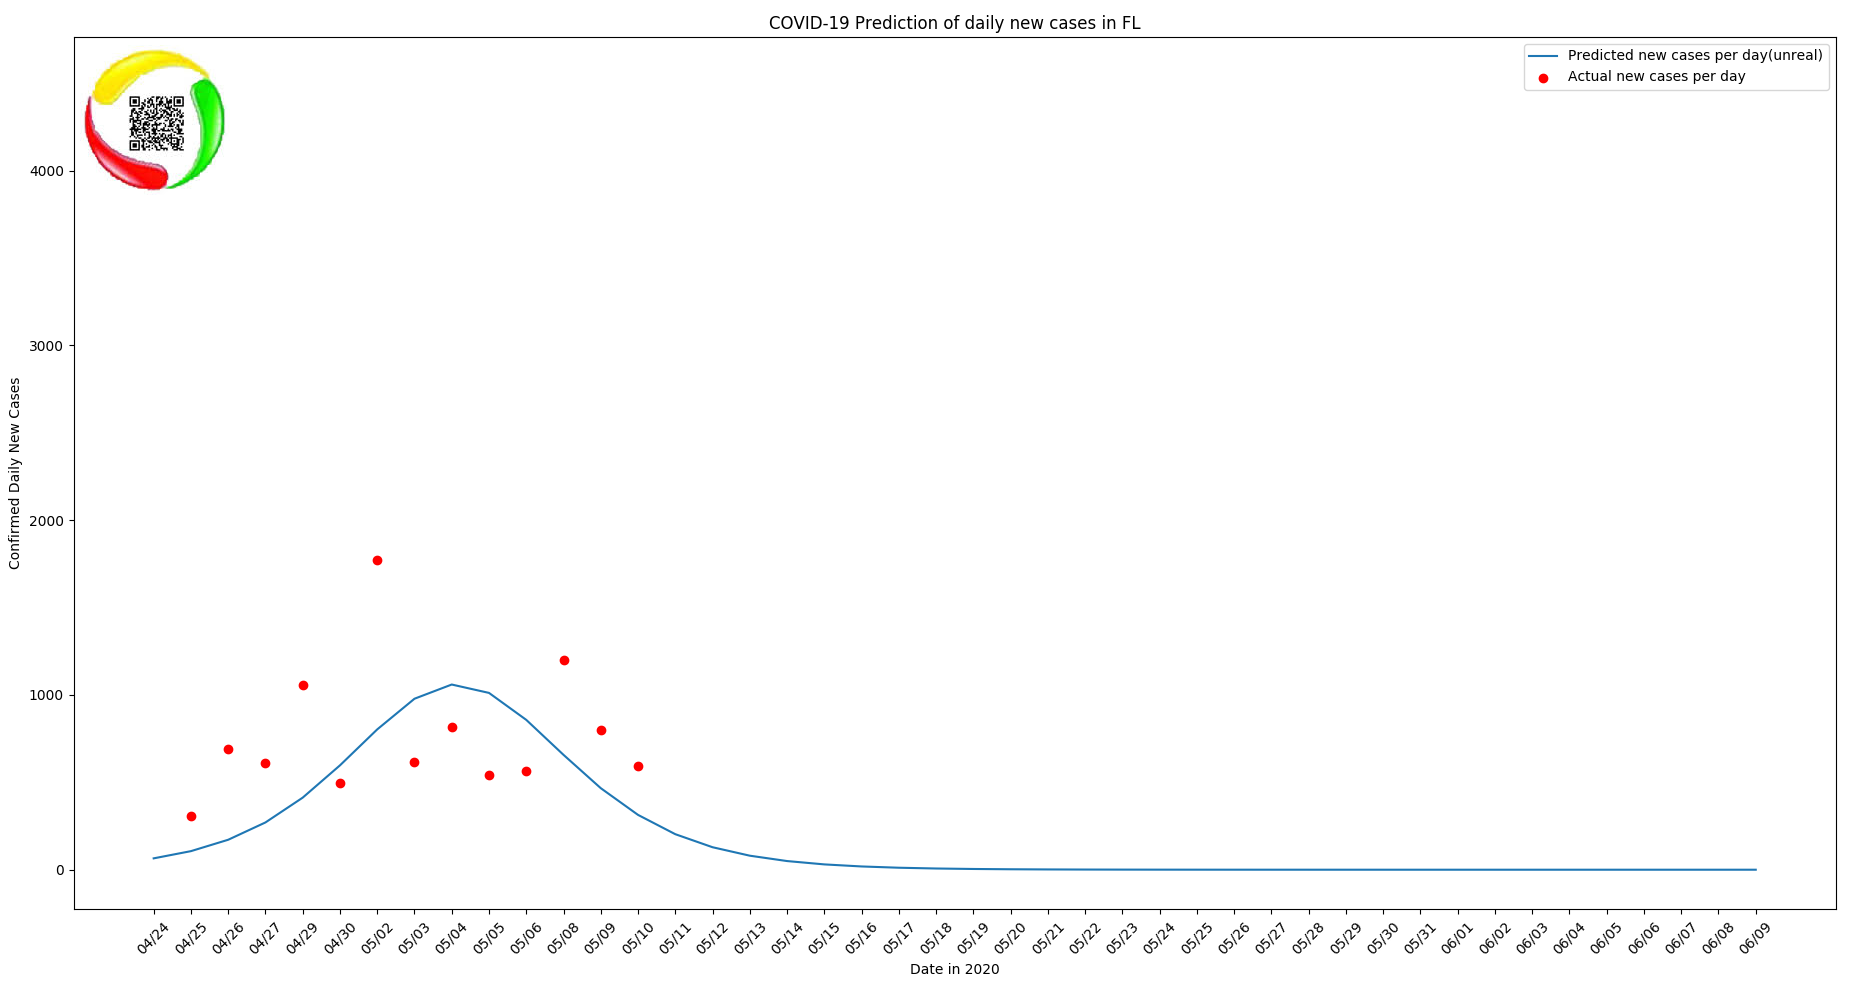 COVID-19 Prediction of daily new cases in FL
Predicted new cases per day(unreal)
Actual new cases per day
Confirmed Daily New Cases
4000
3000
2000
1000
0
04/24 04/25 04/26 04/27 04/29 04/30 05/02 05/03 05/04 05/05 05/06 05/08 05/09 05/10 05/11 05/12 05/13 05/14 05/15 05/16 05/17 05/18 05/19 05/20 05/21 05/22 05/23 05/24 05/25 05/26 05/27 05/28 05/29 05/30 05/31 06/01 06/02 06/03 06/04 06/05 06/06 06/07 06/08 06/09
Date in 2020